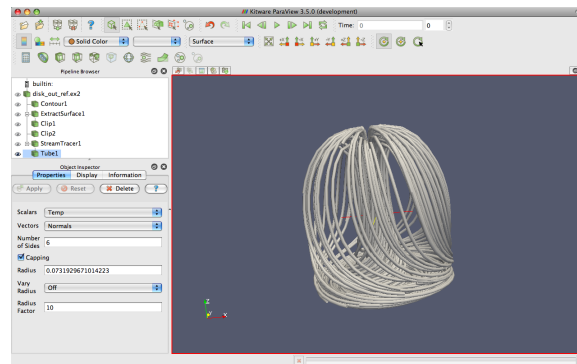 Kitware ParaView 3.5.0 (development)
Time: 0
0
Solid Color
Surface
Pipeline Browser
builtin:
disk_out_ref.ex2
Contour1
ExtractSurface1
Clip1
Clip2
StreamTracer1
Tube1
Object Inspector
Properties Display Information
Apply Reset Delete ?
Scalars Temp
Vectors Normals
Number
of Sides 6
Capping
Radius 0.0731929671014223
Vary
Radius Off
Radius
Factor 10
Z
Y X